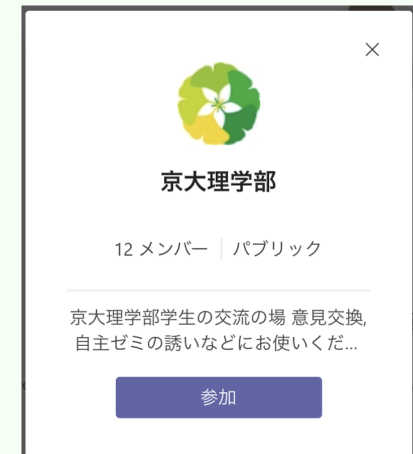 京大理学部
12 メンバー パブリック
京大理学部学生の交流の場 意見交換,
自主ゼミの誘いなどにお使いくだ...
参加